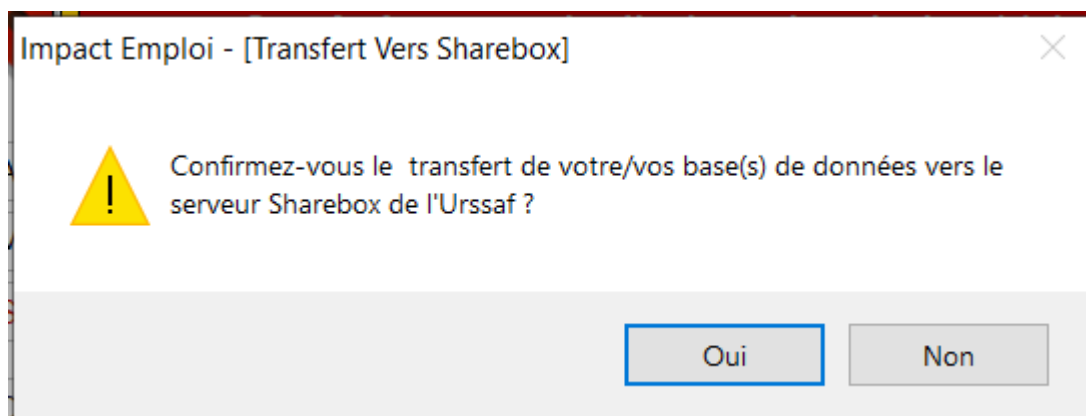 Impact Emploi - [Transfert Vers Sharebox]
Confirmez-vous le  transfert de votre/vos base(s) de données vers le
serveur Sharebox de l'Urssaf ?
Oui
Non